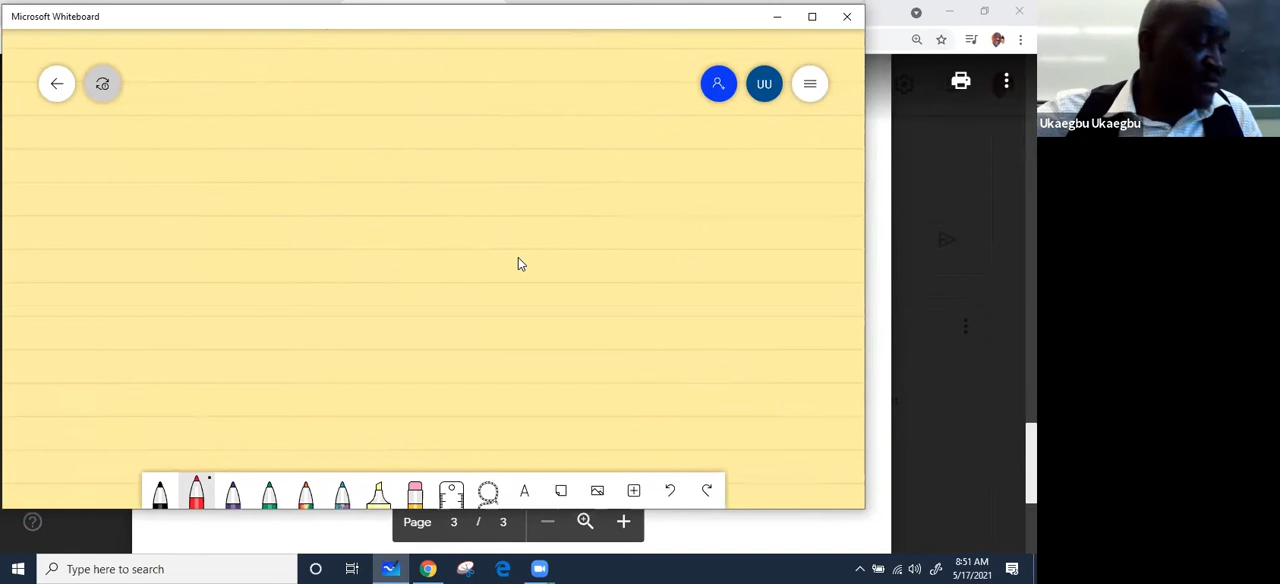 Microsoft Whiteboard
UU
Ukaegbu Ukaegbu
A
Page 3 / 3
Type here to search
8:51 AM
5/17/2021